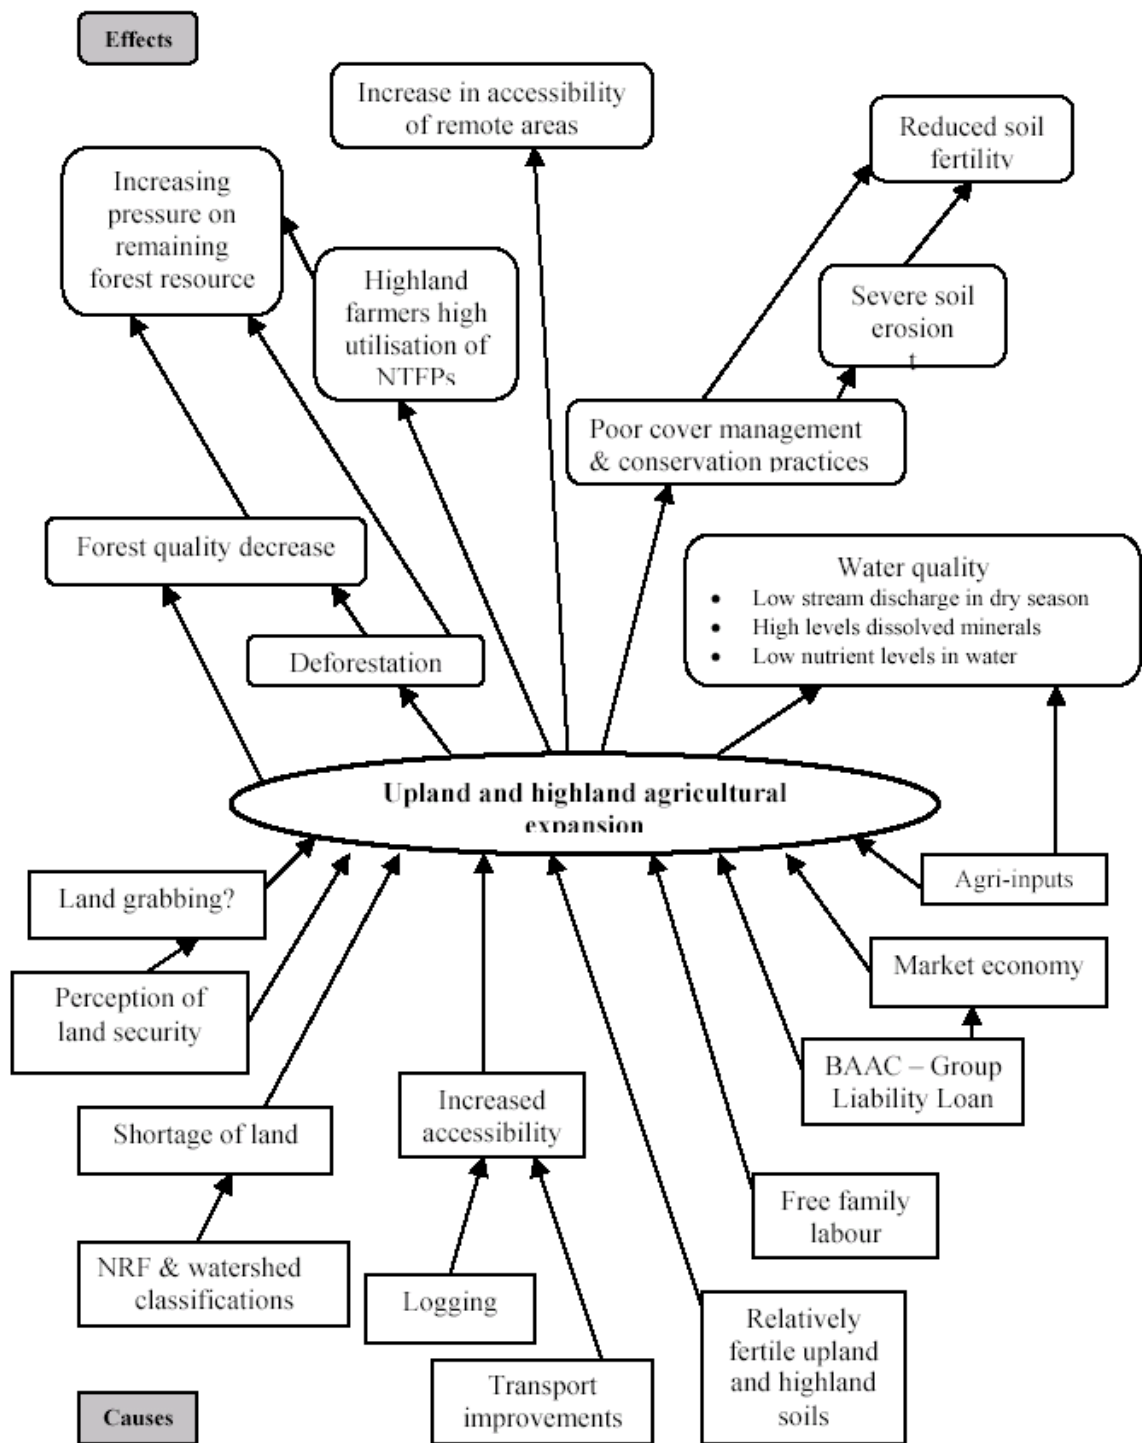 Effects
Increase in accessibility
of remote areas
Reduced soil
fertility
Increasing
pressure on
remaining
forest resource
Highland
farmers high
utilisation of
NTFPs
Severe soil
erosion
t
Poor cover management
& conservation practices
Forest quality decrease
Water quality
• Low stream discharge in dry season
• High levels dissolved minerals
• Low nutrient levels in water
Deforestation
Upland and highland agricultural
expansion
Land grabbing?
Agri-inputs
Perception of
land security
Market economy
BAAC – Group
Liability Loan
Increased
accessibility
Shortage of land
Free family
labour
NRF & watershed
classifications
Logging
Relatively
fertile upland
and highland
soils
Transport
improvements
Causes